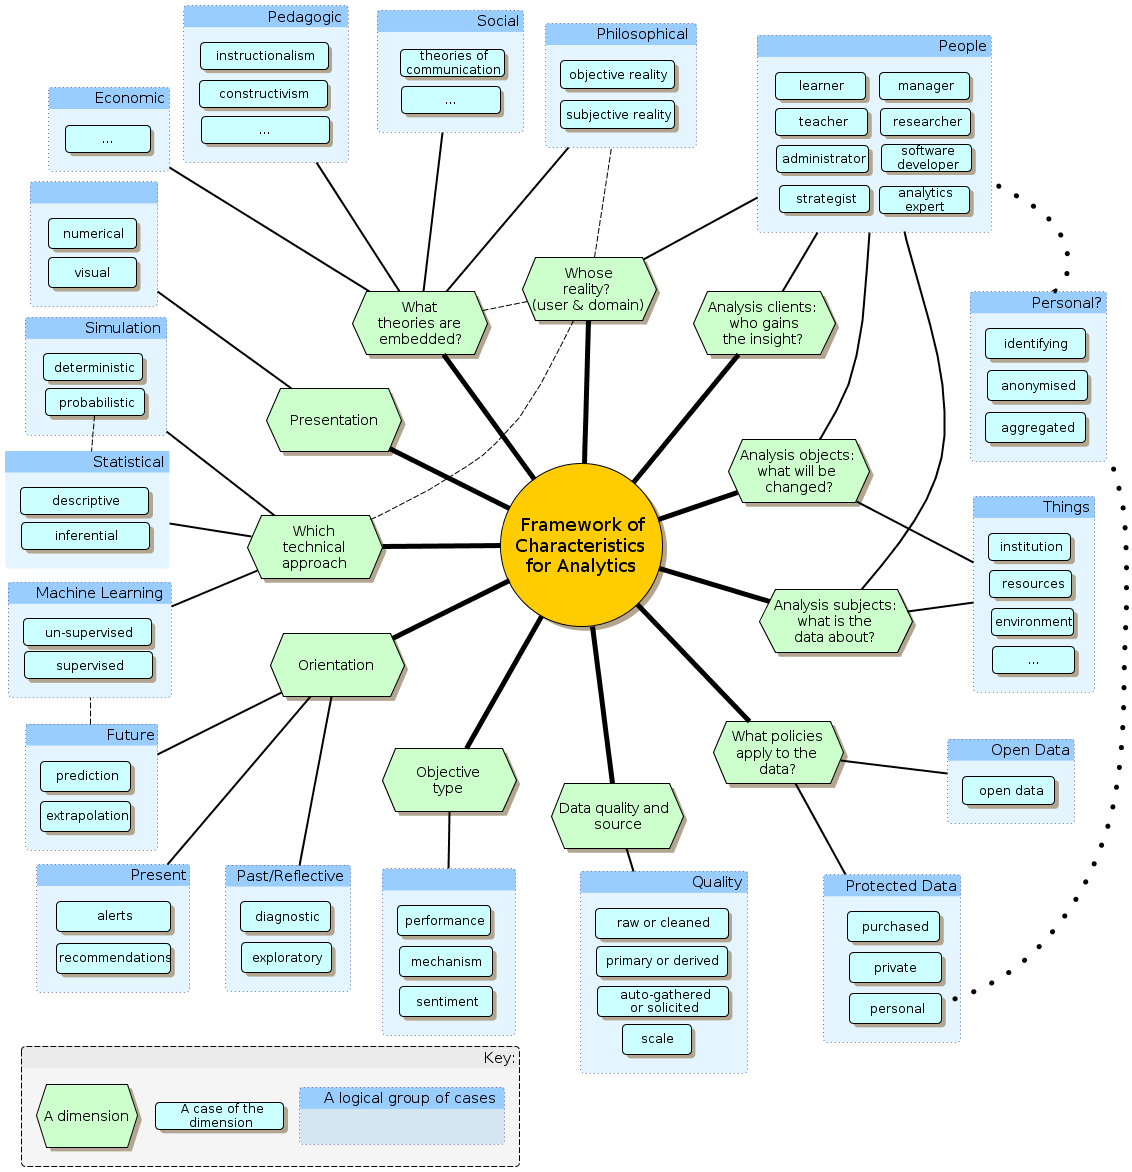 Pedagogic
instructionalism
constructivism
...
Social
theories of
communication
...
Philosophical
objective reality
subjective reality
People
learner
manager
teacher
researcher
administrator
software
developer
strategist
analytics
expert
Economic
...
numerical
visual
Simulation
deterministic
probabilistic
Statistical
descriptive
inferential
Machine Learning
un-supervised
supervised
Future
prediction
extrapolation
Present
alerts
recommendations
Past/Reflective
diagnostic
exploratory
performance
mechanism
sentiment
Quality
raw or cleaned
primary or derived
auto-gathered
or solicited
scale
Protected Data
purchased
private
personal
Open Data
open data
Things
institution
resources
environment
...
Personal?
identifying
anonymised
aggregated
What
theories are
embedded?
Whose
reality?
(user & domain)
Analysis clients:
who gains
the insight?
Analysis objects:
what will be
changed?
Analysis subjects:
what is the
data about?
What policies
apply to the
data?
Data quality and
source
Objective
type
Orientation
Which
technical
approach
Presentation
Framework of
Characteristics
for Analytics
Key:
A dimension
A case of the
dimension
A logical group of cases